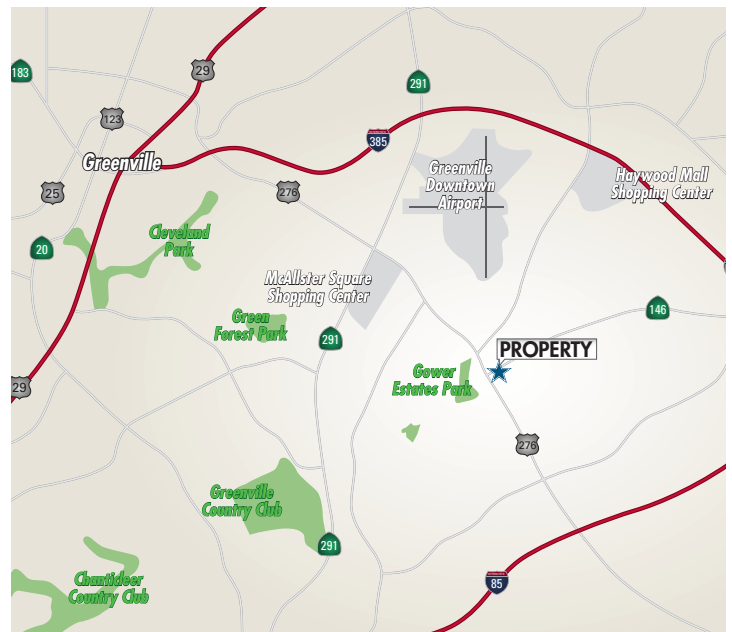 29
183
291
123
385
Greenville
Greenville
Downtown
Airport
Haywood Mall
Shopping Center
276
25
Cleveland
Park
20
McAllster Square
Shopping Center
146
Green
Forest Park
291
PROPERTY
Gower
Estates Park
29
276
Greenville
Country Club
291
Chanticleer
Country Club
85